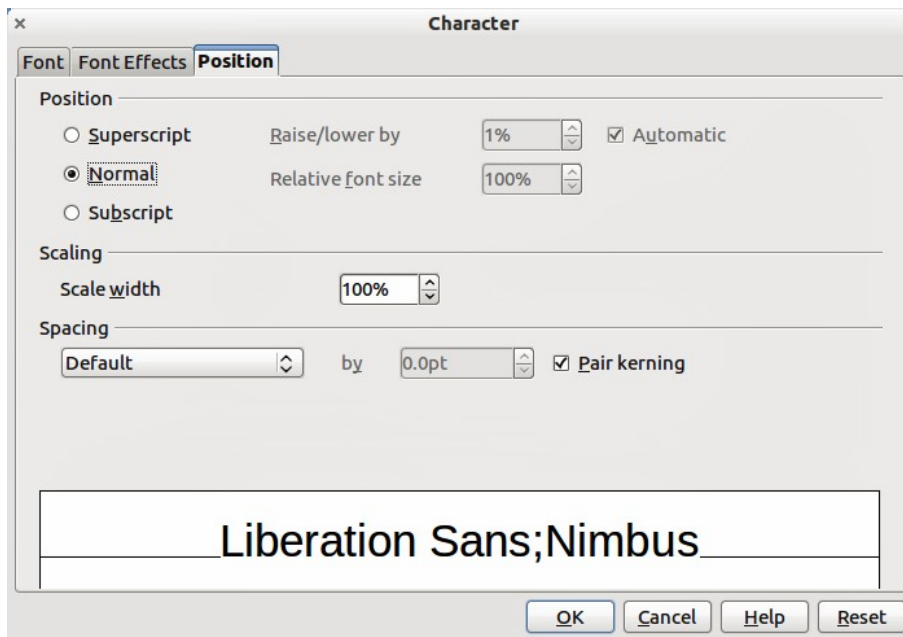 Character
Font Font Effects Position
Position
Superscript Raise/lower by 1% Automatic
Normal Relative font size 100%
Subscript
Scaling
Scale width 100%
Spacing
Default by 0.0pt Pair kerning
Liberation Sans;Nimbus
OK Cancel Help Reset